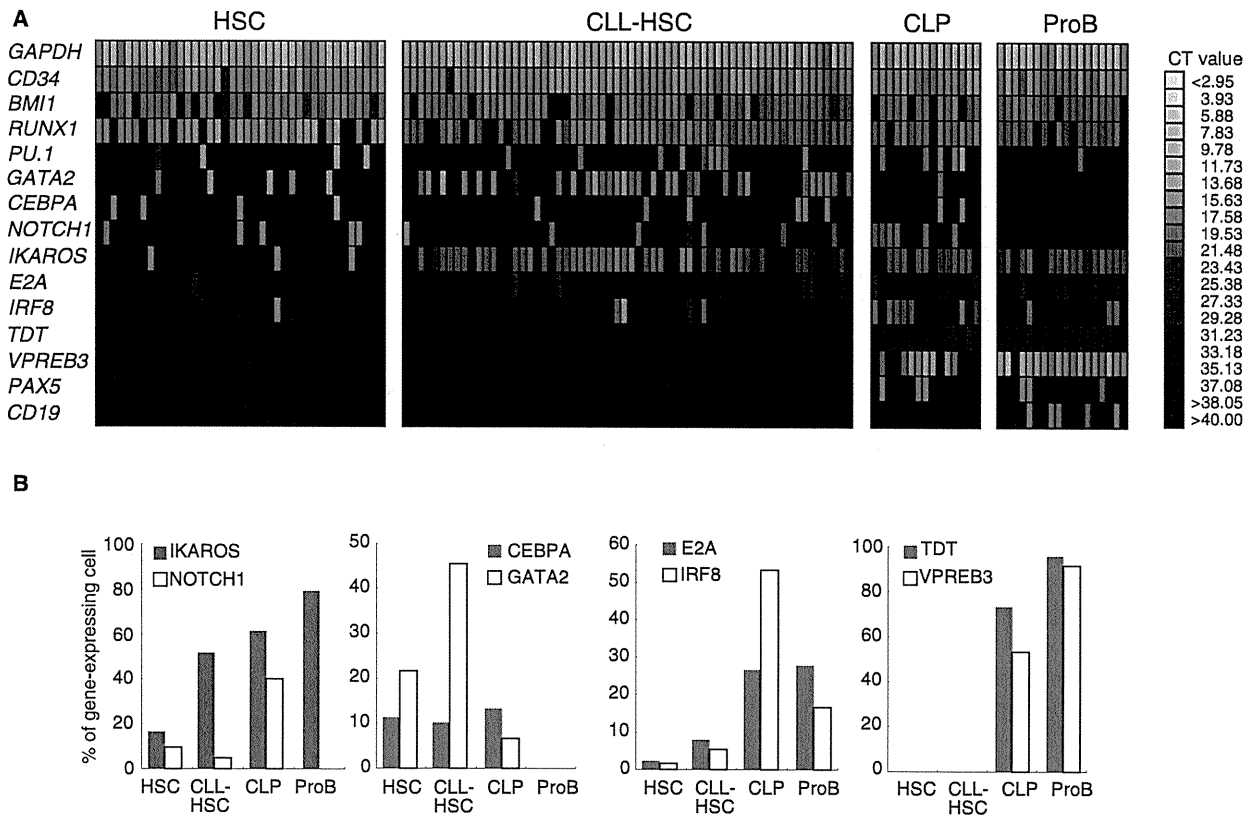 A
HSC
CLL-HSC
CLP
ProB
GAPDH
CD34
BMI1
RUNX1
PU.1
GATA2
CEBPA
NOTCH1
IKAROS
E2A
IRF8
TDT
VPREB3
PAX5
CD19
CT value
<2.95
3.93
5.88
7.83
9.78
11.73
13.68
15.63
17.58
19.53
21.48
23.43
25.38
27.33
29.28
31.23
33.18
35.13
37.08
>38.05
>40.00
B
% of gene-expressing cell
100
80
60
40
20
0
IKAROS
NOTCH1
HSC
CLL-
HSC
CLP
ProB
50
40
30
20
10
0
CEBPA
GATA2
HSC
CLL-
HSC
CLP
ProB
60
50
40
30
20
10
0
E2A
IRF8
HSC
CLL-
HSC
CLP
ProB
100
80
60
40
20
0
TDT
VPREB3
HSC
CLL-
HSC
CLP
ProB